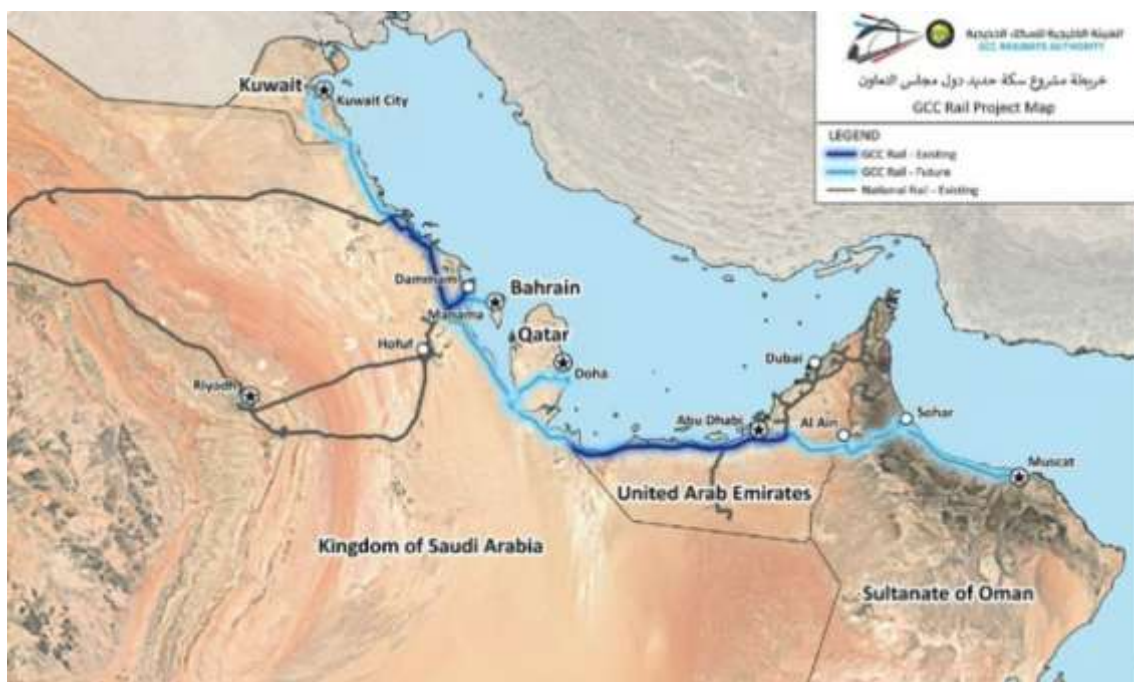 الهيئة الخليجية للسكك الحديدية
GCC RAILWAYS AUTHORITY
خريطة مشروع سكة حديد دول مجلس التعاون
GCC Rail Project Map
LEGEND
GCC Rail - Existing
GCC Rail - Future
National Rail - Existing
Kuwait
Kuwait City
Dammam
Bahrain
Manama
Qatar
Hofuf
Doha
Dubai
Riyadh
Abu Dhabi
Al Ain
Sohar
Muscat
United Arab Emirates
Kingdom of Saudi Arabia
Sultanate of Oman